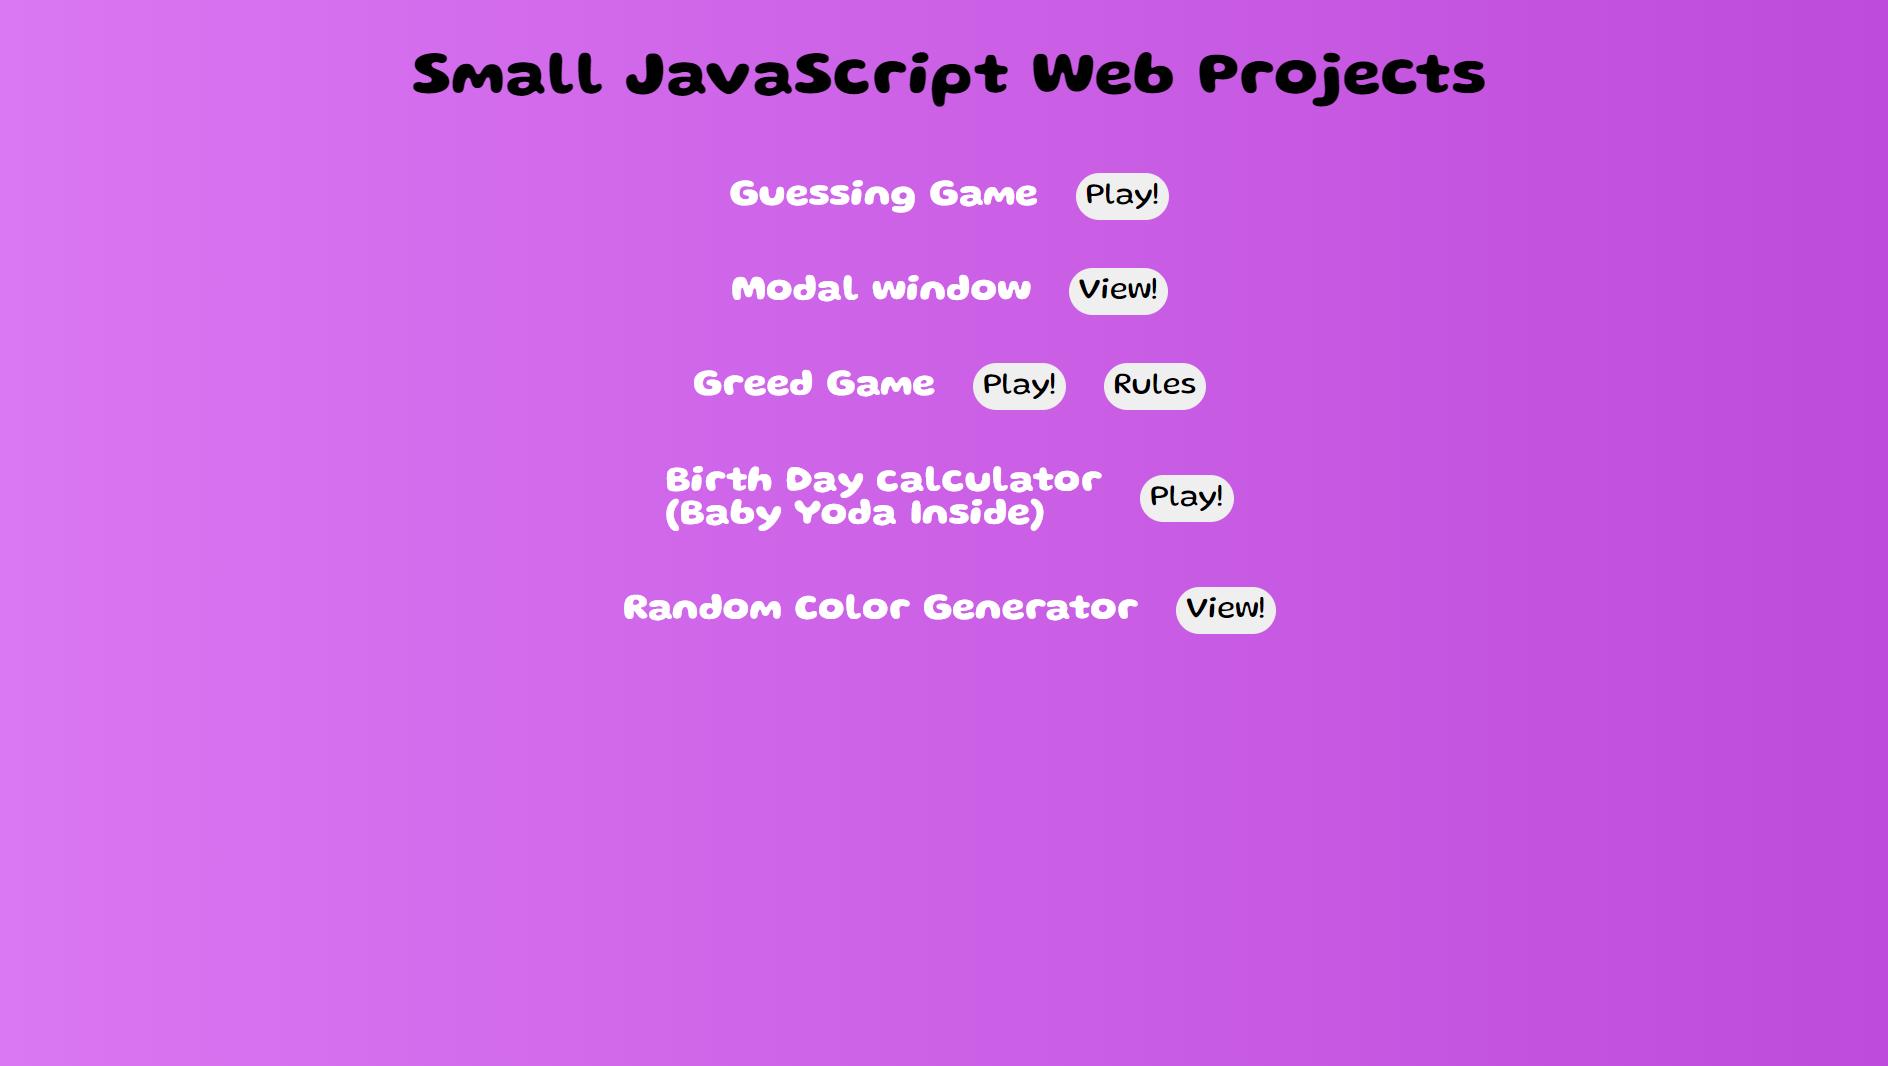 Small JavaScript Web Projects
Guessing Game Play!
Modal window View!
Greed Game Play! Rules
Birth Day calculator
(Baby Yoda Inside) Play!
Random Color Generator View!